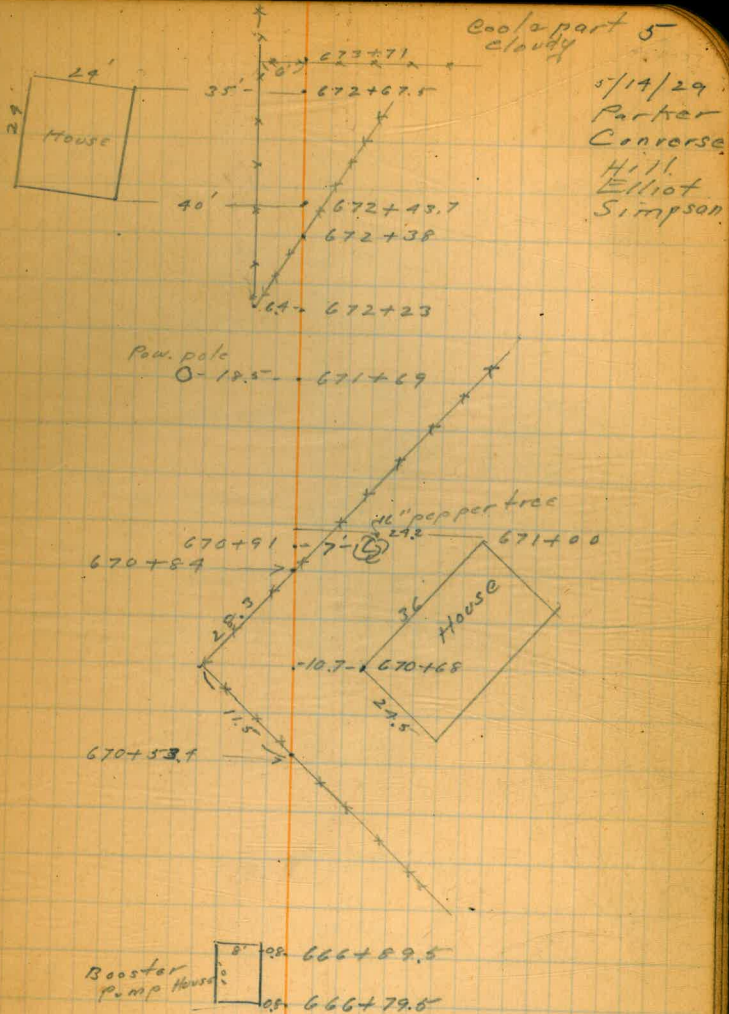 Cool & part 5
cloudy
5/14/29
Parker
Converse
Hill
Elliot
Simpson
673+71
6'
24'
35'- 672+67.5
House
40' 672+43.7
672+38
6.4- 672+23
Pow. pole
O- 18.5- 671+69
16" pepper tree
670+91 - 7'- 24.2 671+00
670+84
36
House
28.3
-10.7- 670+68
24.5
11.5
670+53.4
8' 0.8- 666+89.5
Booster
Pump House
0.8- 666+79.5